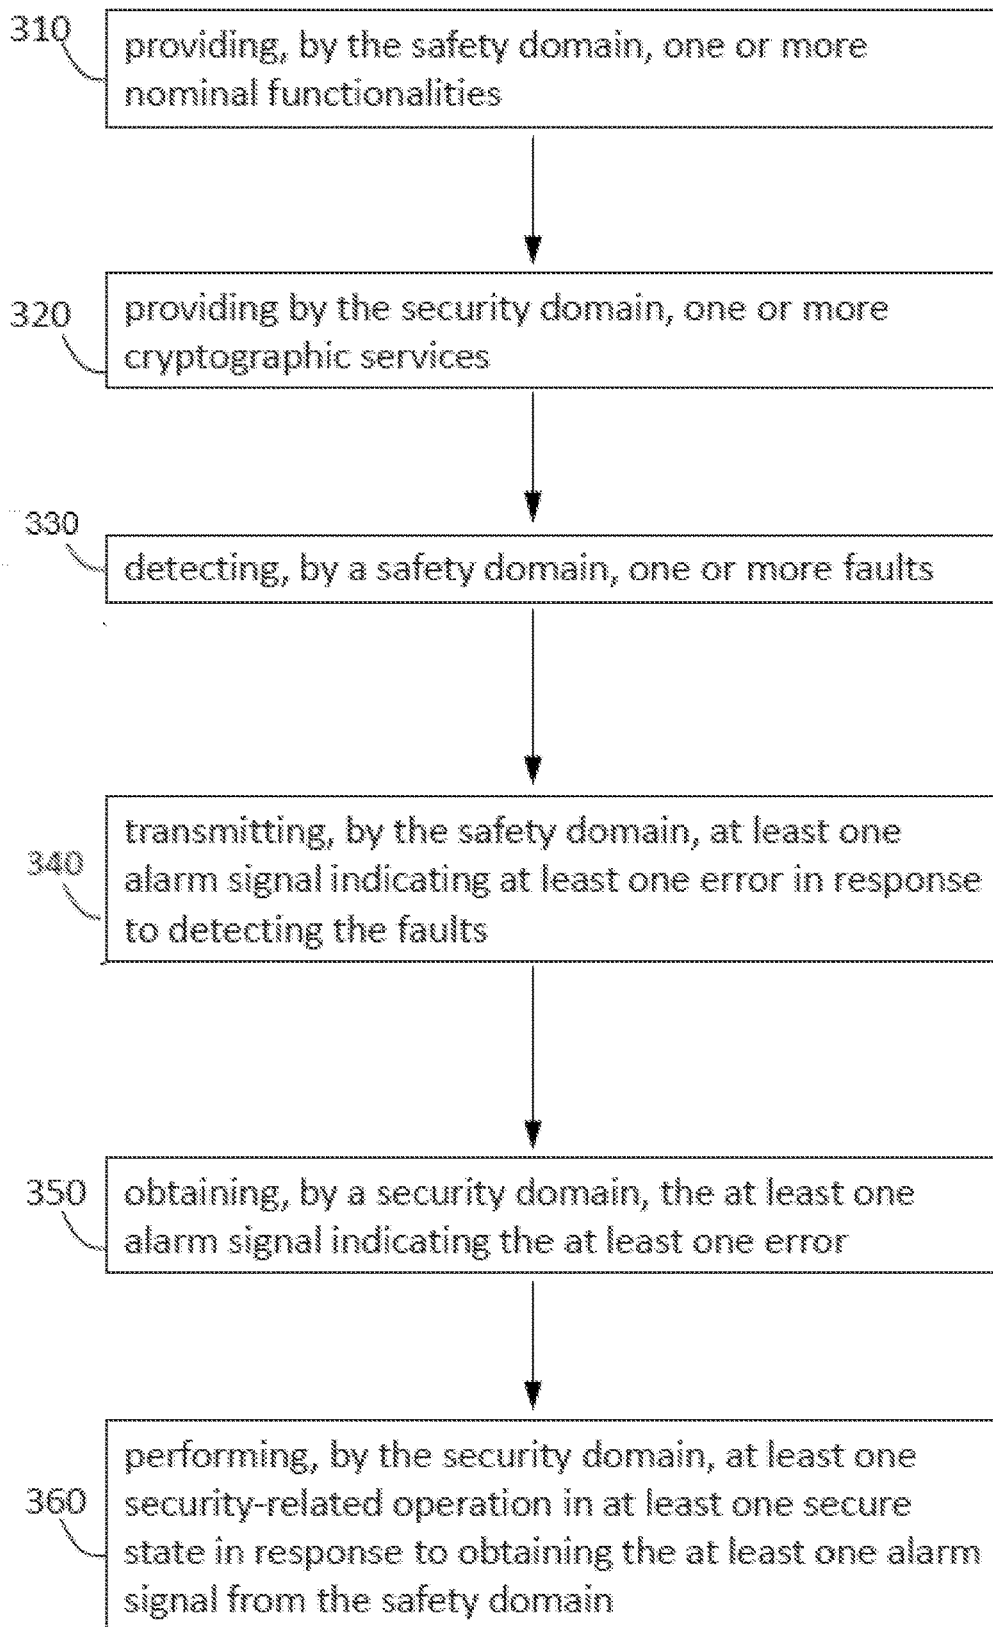 310
providing, by the safety domain, one or more
nominal functionalities
320
providing by the security domain, one or more
cryptographic services
330
detecting, by a safety domain, one or more faults
340
transmitting, by the safety domain, at least one
alarm signal indicating at least one error in response
to detecting the faults
350
obtaining, by a security domain, the at least one
alarm signal indicating the at least one error
360
performing, by the security domain, at least one
security-related operation in at least one secure
state in response to obtaining the at least one alarm
signal from the safety domain